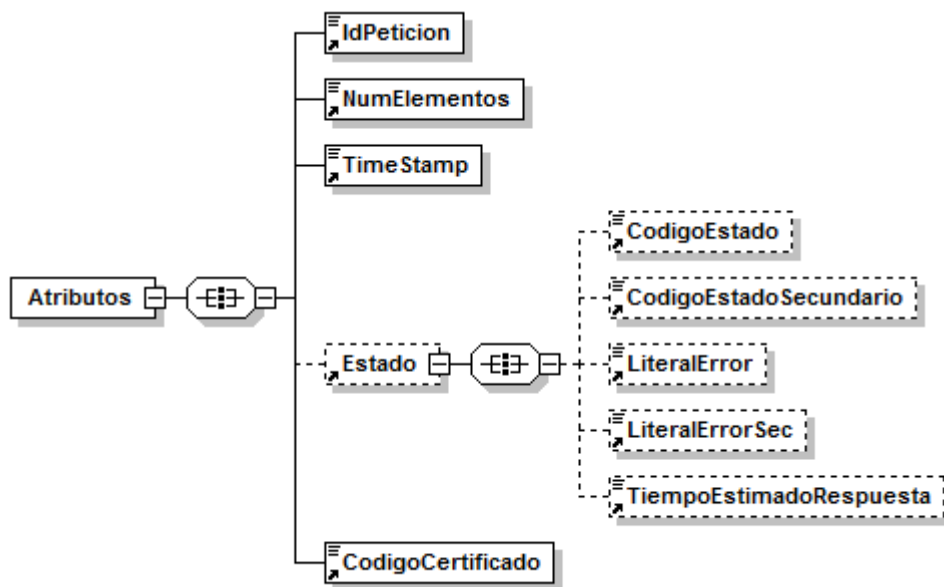 IdPeticion
NumElementos
TimeStamp
CodigoEstado
Atributos
CodigoEstadoSecundario
Estado
LiteralError
LiteralErrorSec
TiempoEstimadoRespuesta
CodigoCertificado